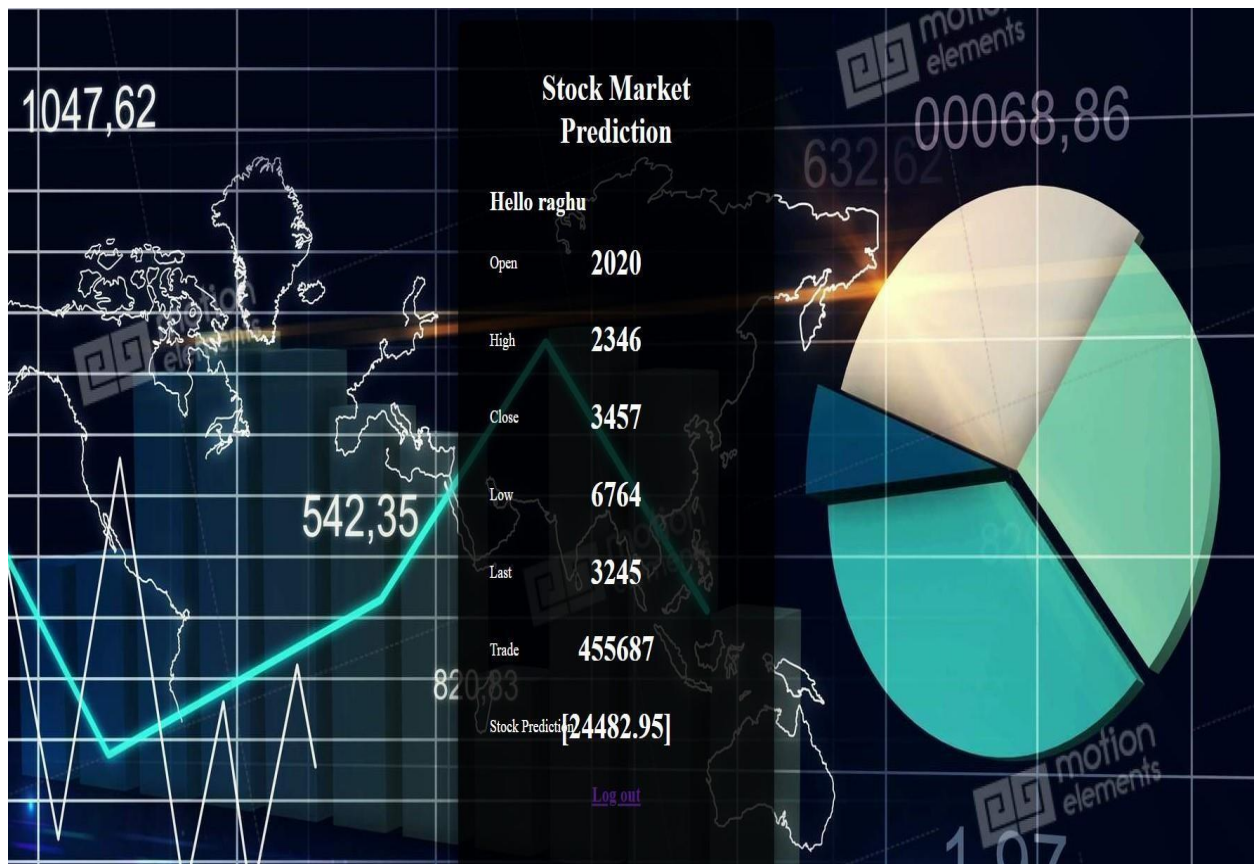 motion
elements
1047,62
00068,86
632,62
Stock Market
Prediction
Hello raghu
Open 2020
High 2346
motion
elements
Close 3457
Low 6764
542,35
Last 3245
Trade 455687
820,83
Stock Prediction [24482.95]
motion
elements
Log out
1,07